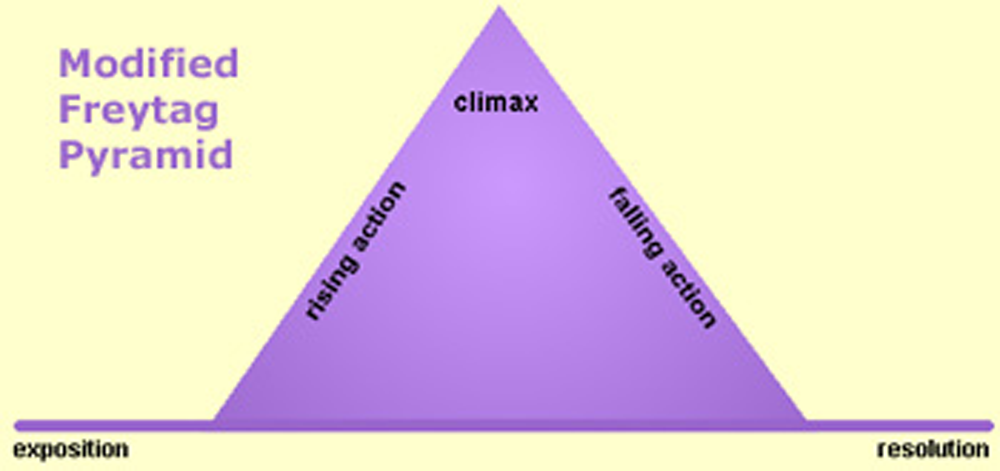 Modified
Freytag
Pyramid
climax
rising action
falling action
exposition
resolution